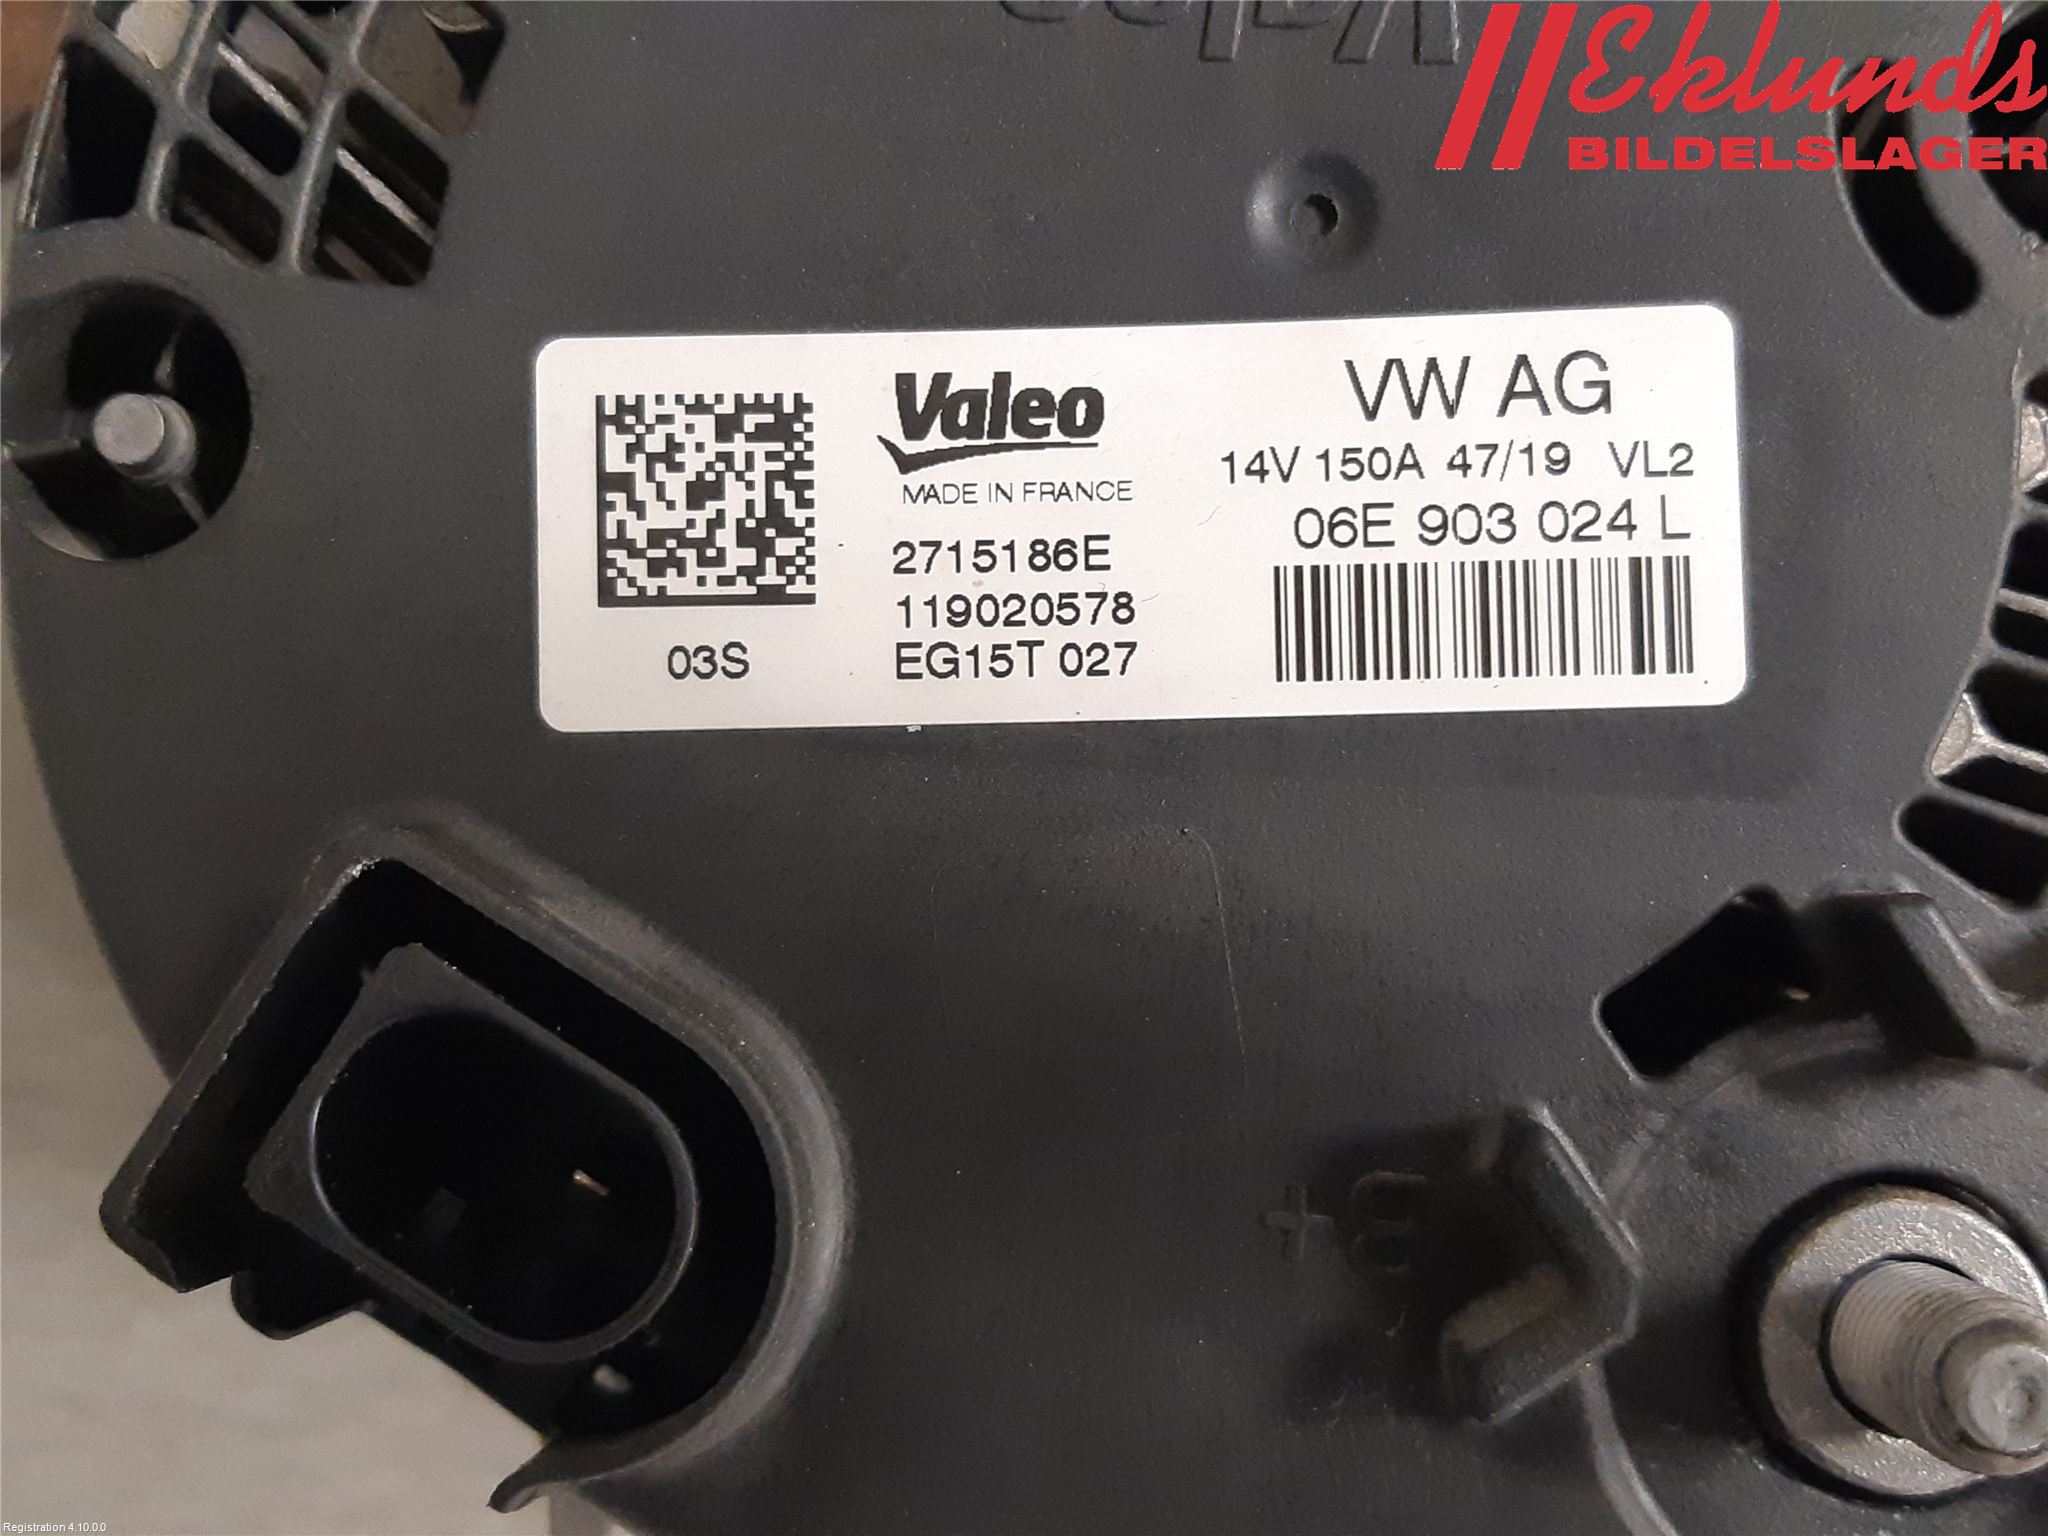 Valeo
Eklunds
BILDELSLAGER
Valeo
MADE IN FRANCE
2715186E
119020578
EG15T 027
03S
VW AG
14V 150A 47/19 VL2
06E 903 024 L
B+
Registration 4.10.0.0